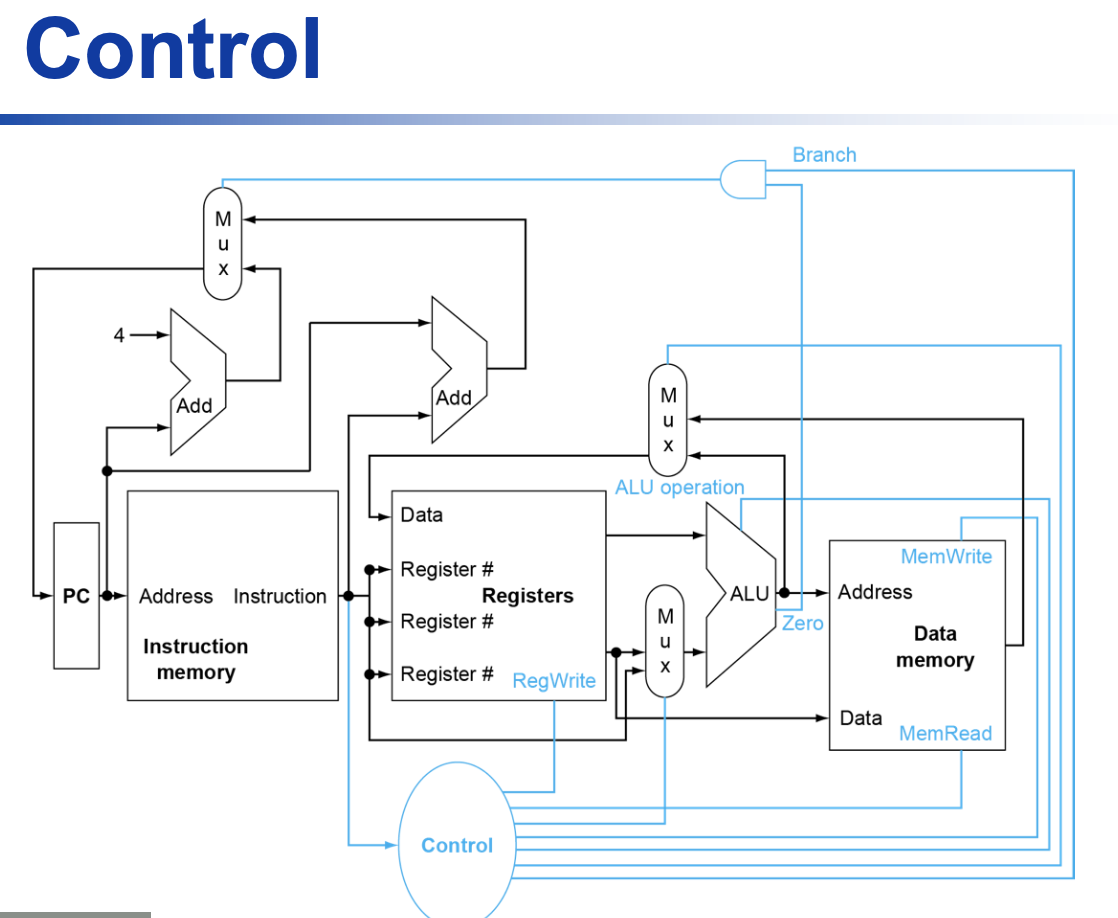 Control
Branch
M
u
x
4
Add
Add
M
u
x
ALU operation
Data
Register #
Registers
Register #
Register #
RegWrite
PC
Address
Instruction
Instruction
memory
M
u
x
ALU
Zero
MemWrite
Address
Data
memory
Data
MemRead
Control